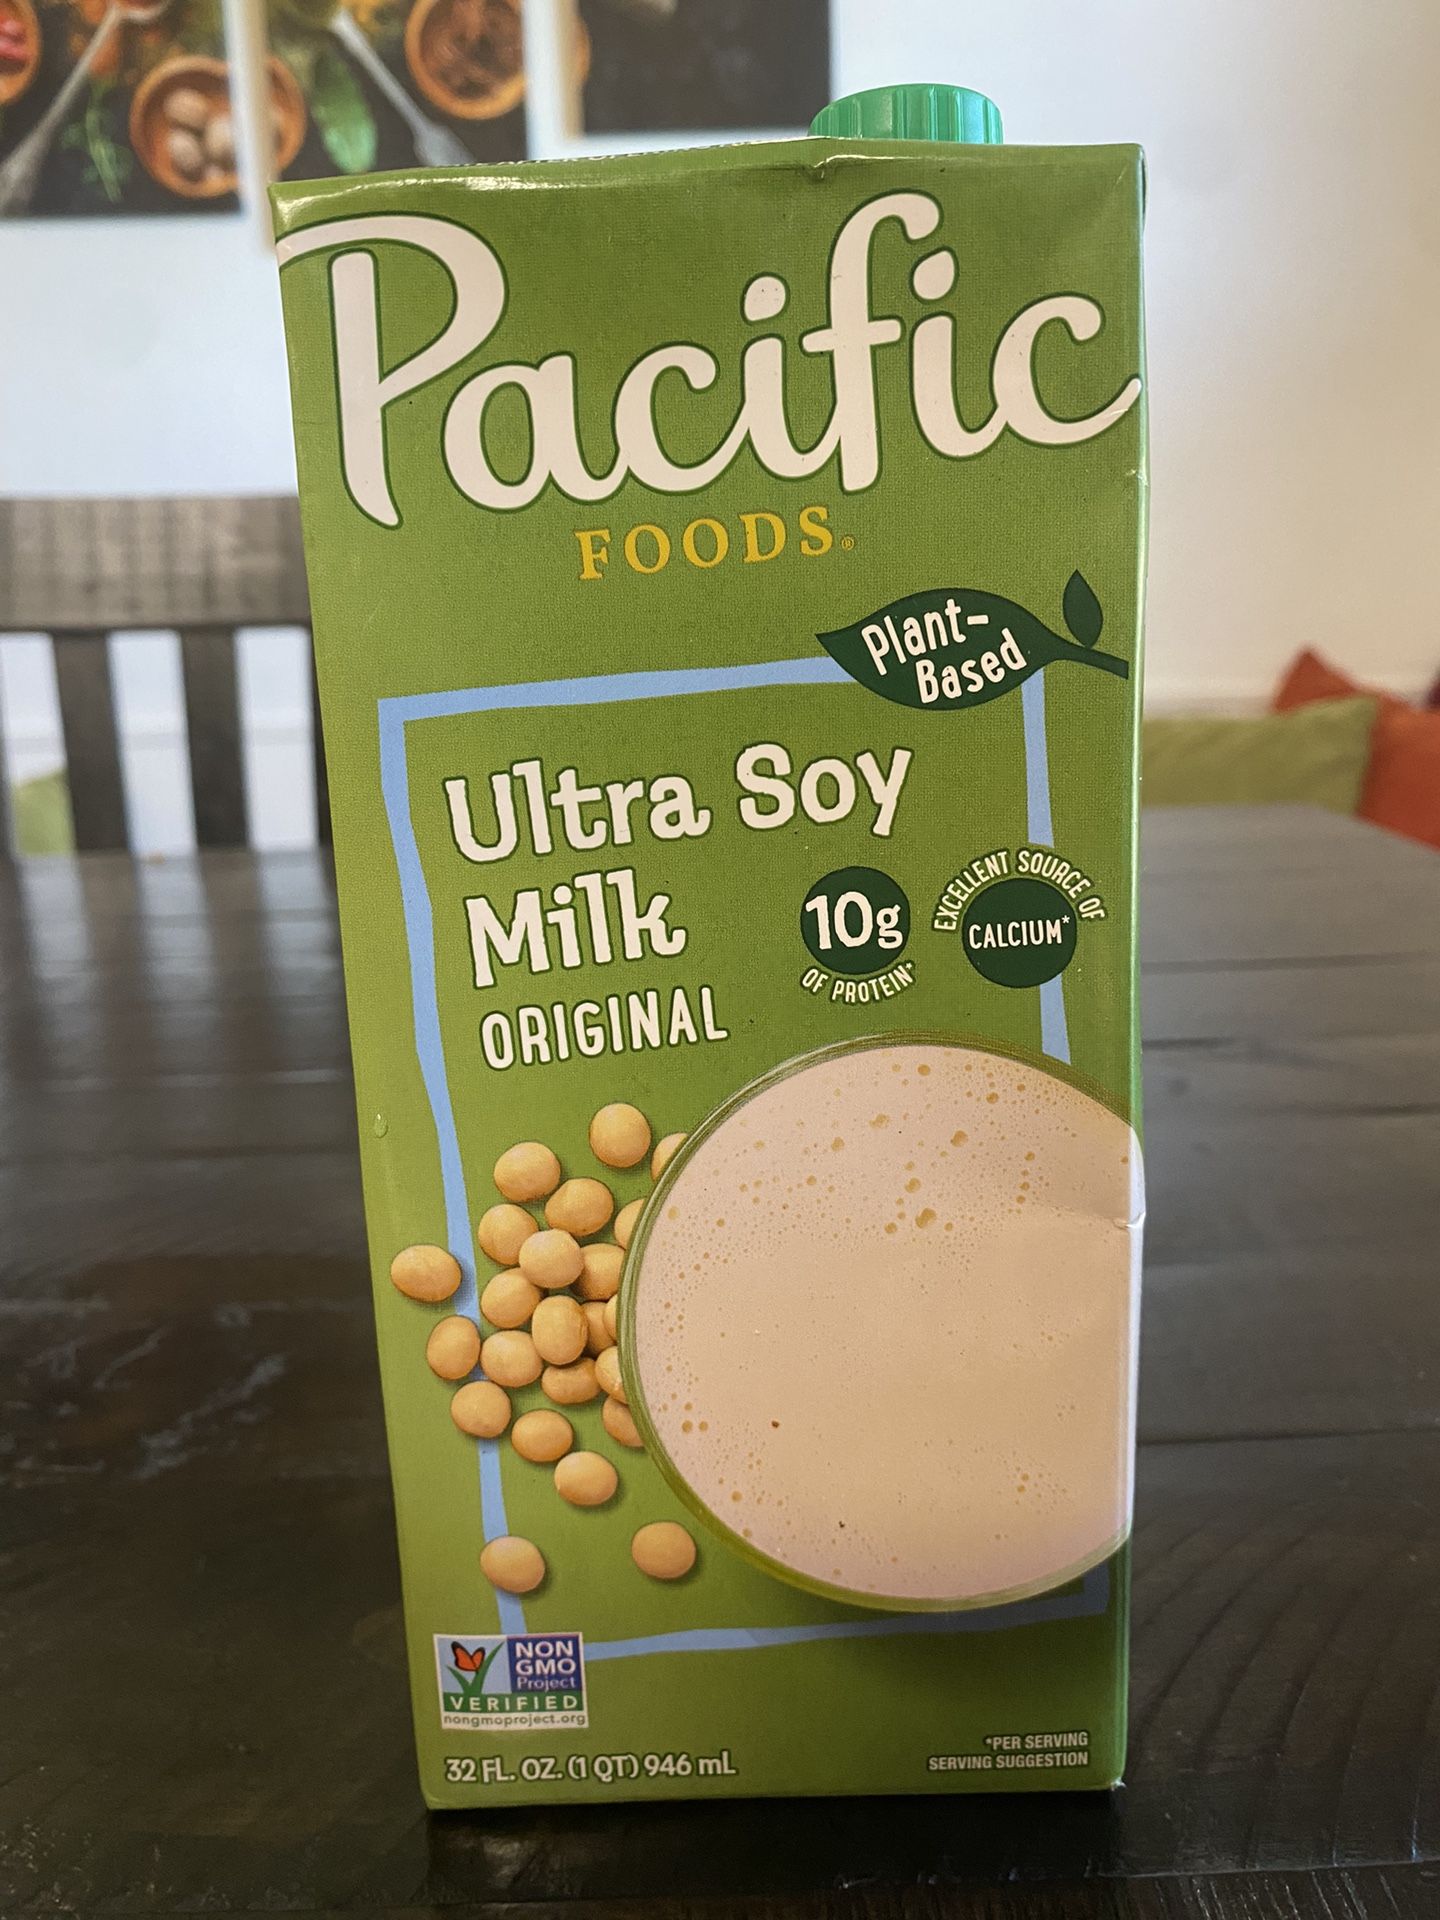 Pacific
FOODS®
Plant-
Based
Ultra Soy
Milk
ORIGINAL
10g
OF PROTEIN*
EXCELLENT SOURCE OF
CALCIUM*
NON
GMO
Project
VERIFIED
nongmoproject.org
32 FL. OZ. (1 QT) 946 mL
*PER SERVING
SERVING SUGGESTION